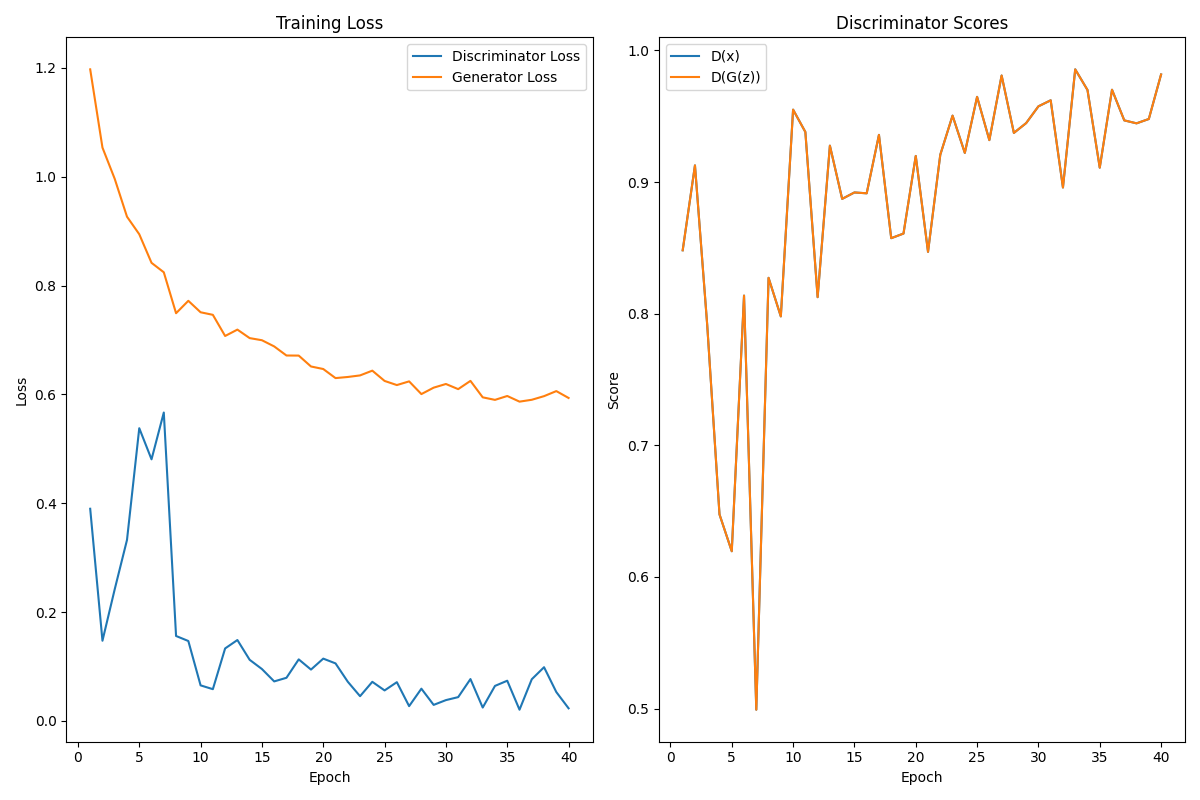 Training Loss
Discriminator Loss
Generator Loss
1.2
1.0
0.8
0.6
0.4
0.2
0.0
Loss
0 5 10 15 20 25 30 35 40
Epoch
Discriminator Scores
D(x)
D(G(z))
1.0
0.9
0.8
0.7
0.6
0.5
Score
0 5 10 15 20 25 30 35 40
Epoch